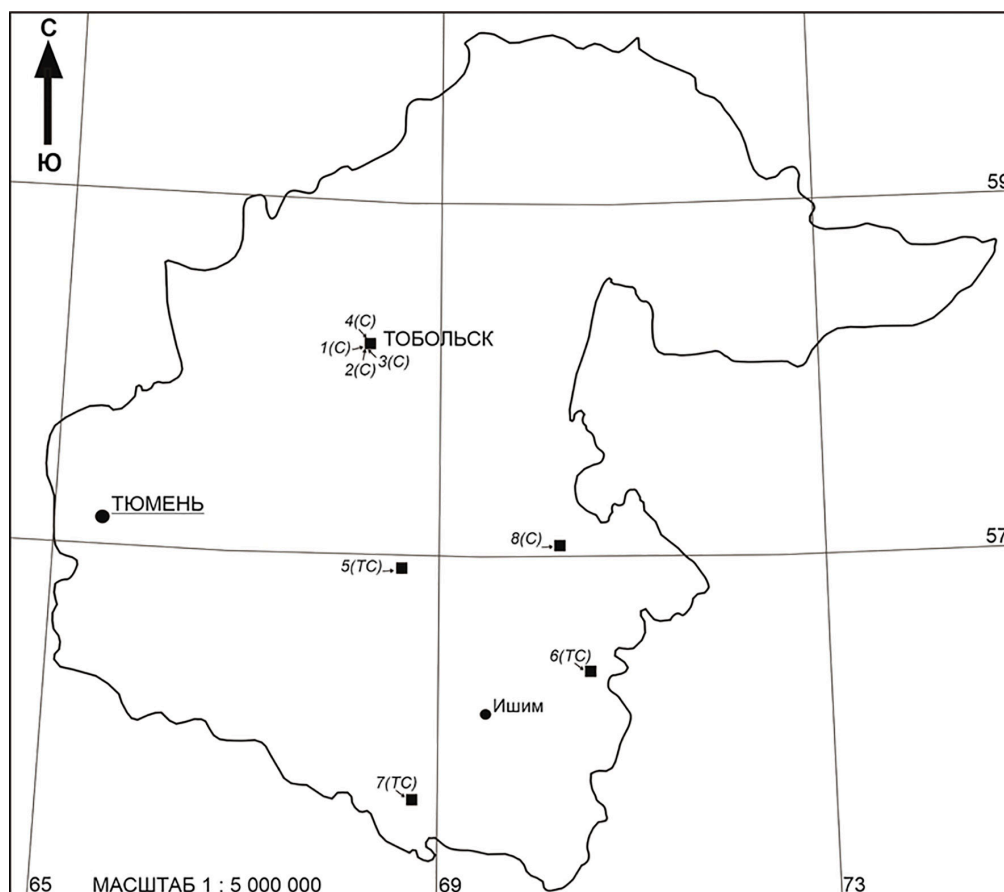 С
Ю
59
4(С)
ТОБОЛЬСК
1(С)
3(С)
2(С)
ТЮМЕНЬ
57
8(С)
5(ТС)
6(ТС)
Ишим
7(ТС)
65
МАСШТАБ 1 : 5 000 000
69
73